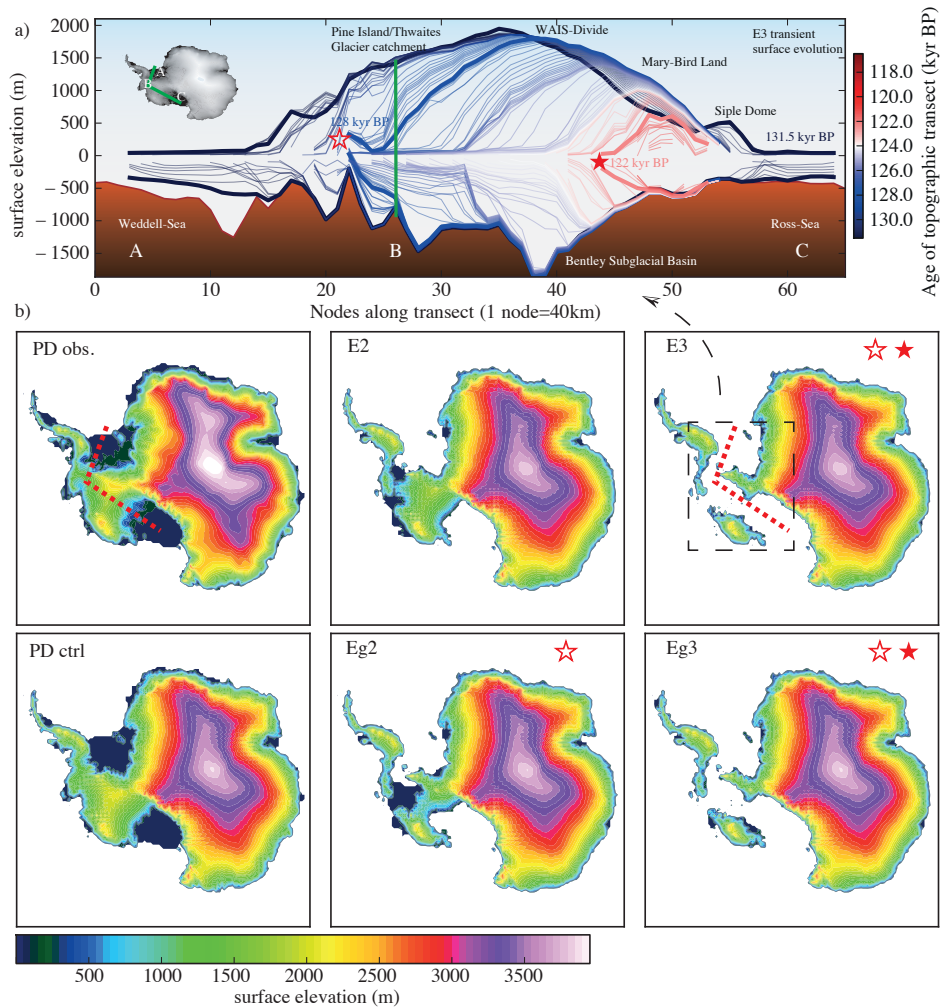 a)
2000
1500
1000
500
0
− 500
− 1000
− 1500
surface elevation (m)
A
B
C
Pine Island/Thwaites
Glacier catchment
WAIS-Divide
E3 transient
surface evolution
Mary-Bird Land
Siple Dome
128 kyr BP
131.5 kyr BP
122 kyr BP
Weddell-Sea
Ross-Sea
A
B
Bentley Subglacial Basin
C
0
10
20
30
40
50
60
Nodes along transect (1 node=40km)
118.0
120.0
122.0
124.0
126.0
128.0
130.0
Age of topographic transect (kyr BP)
b)
PD obs.
E2
E3
PD ctrl
Eg2
Eg3
500
1000
1500
2000
2500
3000
3500
surface elevation (m)